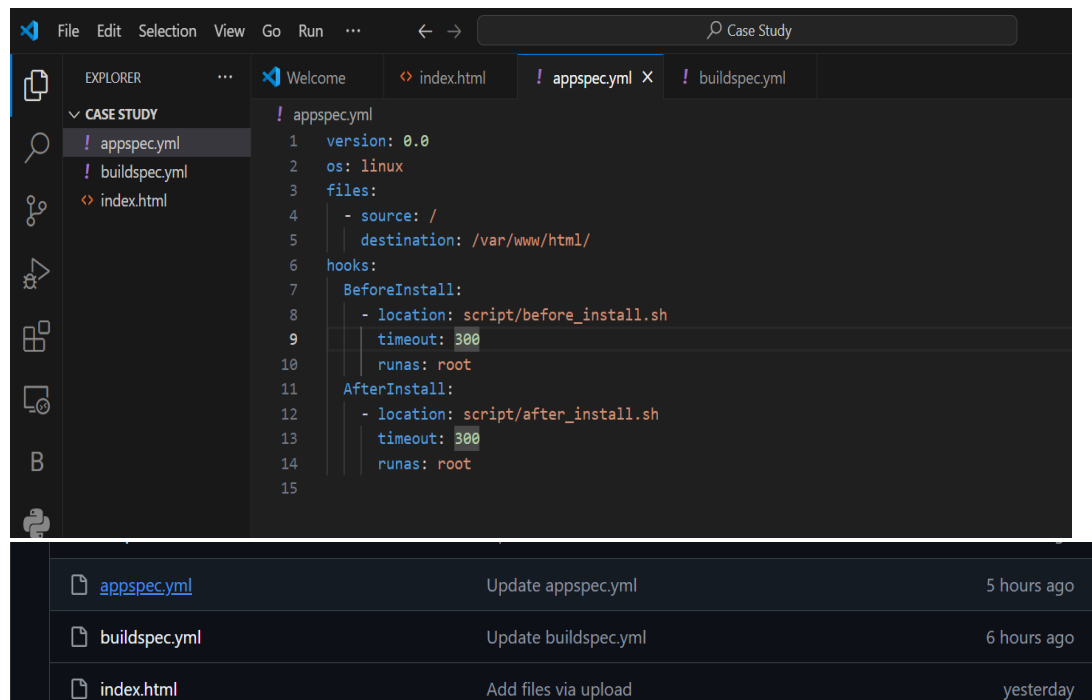 File Edit Selection View Go Run ··· ← → Case Study
EXPLORER ··· Welcome <> index.html ! appspec.yml × ! buildspec.yml
CASE STUDY
! appspec.yml
! buildspec.yml
<> index.html
! appspec.yml
1 version: 0.0
2 os: linux
3 files:
4 - source: /
5 destination: /var/www/html/
6 hooks:
7 BeforeInstall:
8 - location: script/before_install.sh
9 timeout: 300
10 runas: root
11 AfterInstall:
12 - location: script/after_install.sh
13 timeout: 300
14 runas: root
15
B
appspec.yml Update appspec.yml 5 hours ago
buildspec.yml Update buildspec.yml 6 hours ago
index.html Add files via upload yesterday